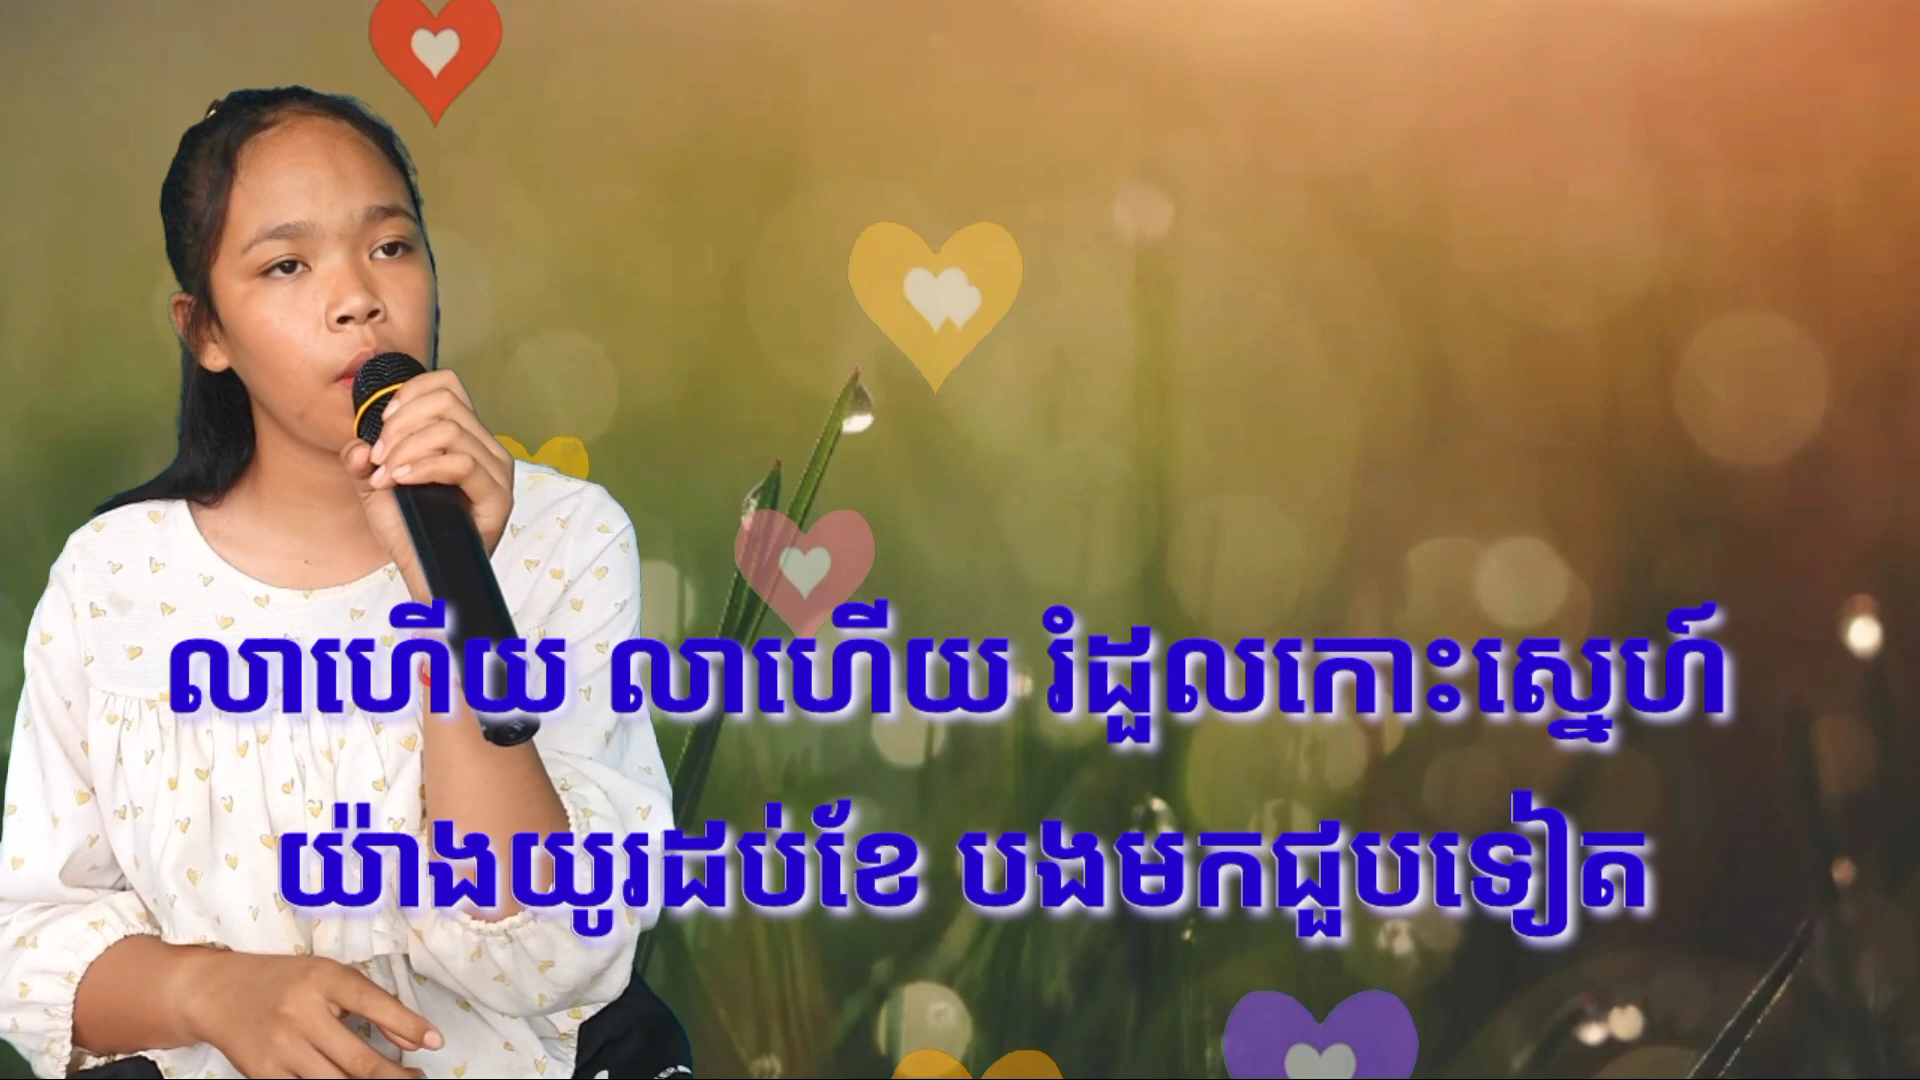 លាហើយ លាហើយ រំដួលកោះស្នេហ៍
យ៉ាងយូរដប់ខែ បងមកជួបទៀត